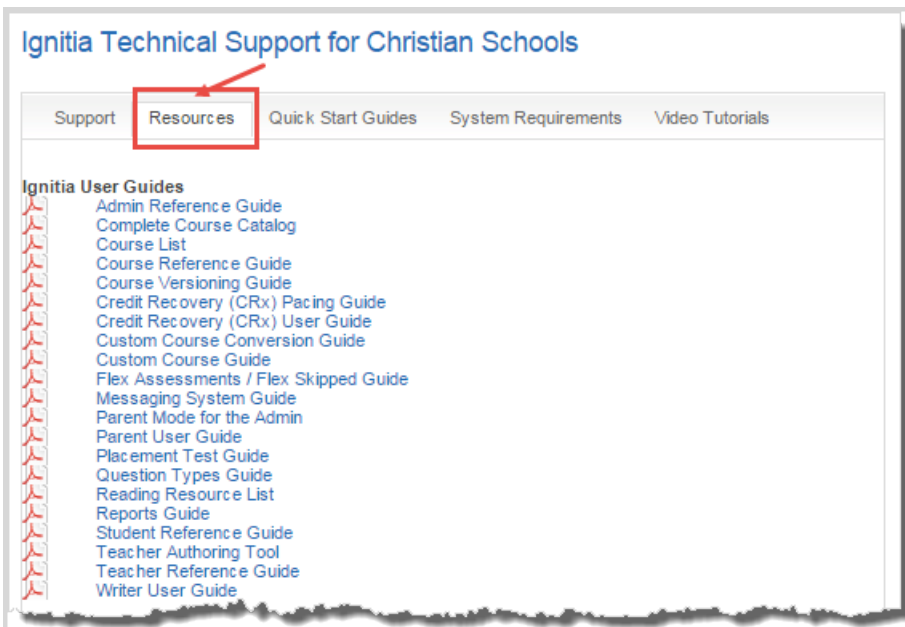 Ignitia Technical Support for Christian Schools
Support Resources Quick Start Guides System Requirements Video Tutorials
Ignitia User Guides
Admin Reference Guide
Complete Course Catalog
Course List
Course Reference Guide
Course Versioning Guide
Credit Recovery (CRx) Pacing Guide
Credit Recovery (CRx) User Guide
Custom Course Conversion Guide
Custom Course Guide
Flex Assessments / Flex Skipped Guide
Messaging System Guide
Parent Mode for the Admin
Parent User Guide
Placement Test Guide
Question Types Guide
Reading Resource List
Reports Guide
Student Reference Guide
Teacher Authoring Tool
Teacher Reference Guide
Writer User Guide